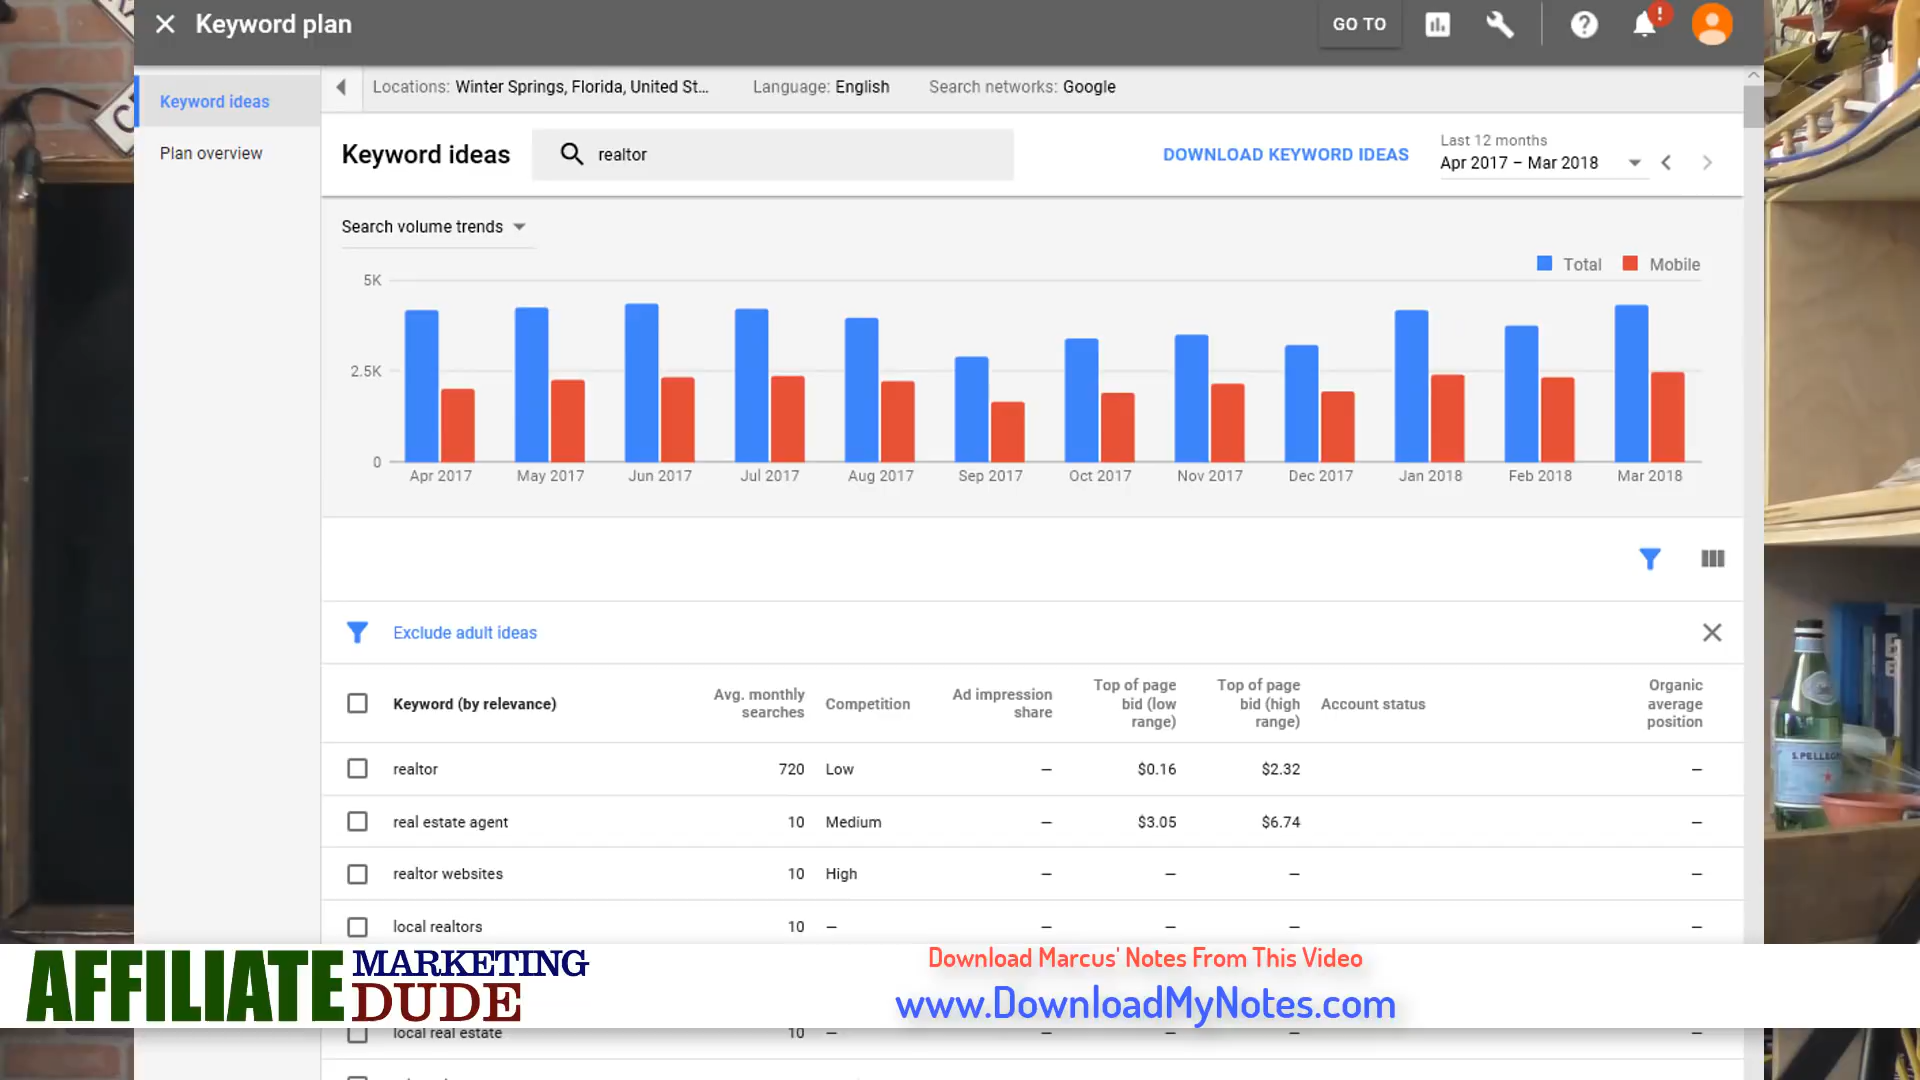 Keyword plan
GO TO
!
Keyword ideas
Plan overview
Locations: Winter Springs, Florida, United St...
Language: English
Search networks: Google
Keyword ideas
realtor
DOWNLOAD KEYWORD IDEAS
Last 12 months
Apr 2017 – Mar 2018
Search volume trends
Total
Mobile
5K
2.5K
0
Apr 2017
May 2017
Jun 2017
Jul 2017
Aug 2017
Sep 2017
Oct 2017
Nov 2017
Dec 2017
Jan 2018
Feb 2018
Mar 2018
Exclude adult ideas
Keyword (by relevance)
Avg. monthly
searches
Competition
Ad impression
share
Top of page
bid (low
range)
Top of page
bid (high
range)
Account status
Organic
average
position
realtor 720 Low – $0.16 $2.32 –
real estate agent 10 Medium – $3.05 $6.74 –
realtor websites 10 High – – – –
local realtors 10 – – – – –
local real estate 10 – – – – –
AFFILIATE
MARKETING
DUDE
Download Marcus' Notes From This Video
www.DownloadMyNotes.com
S.PELLEGR